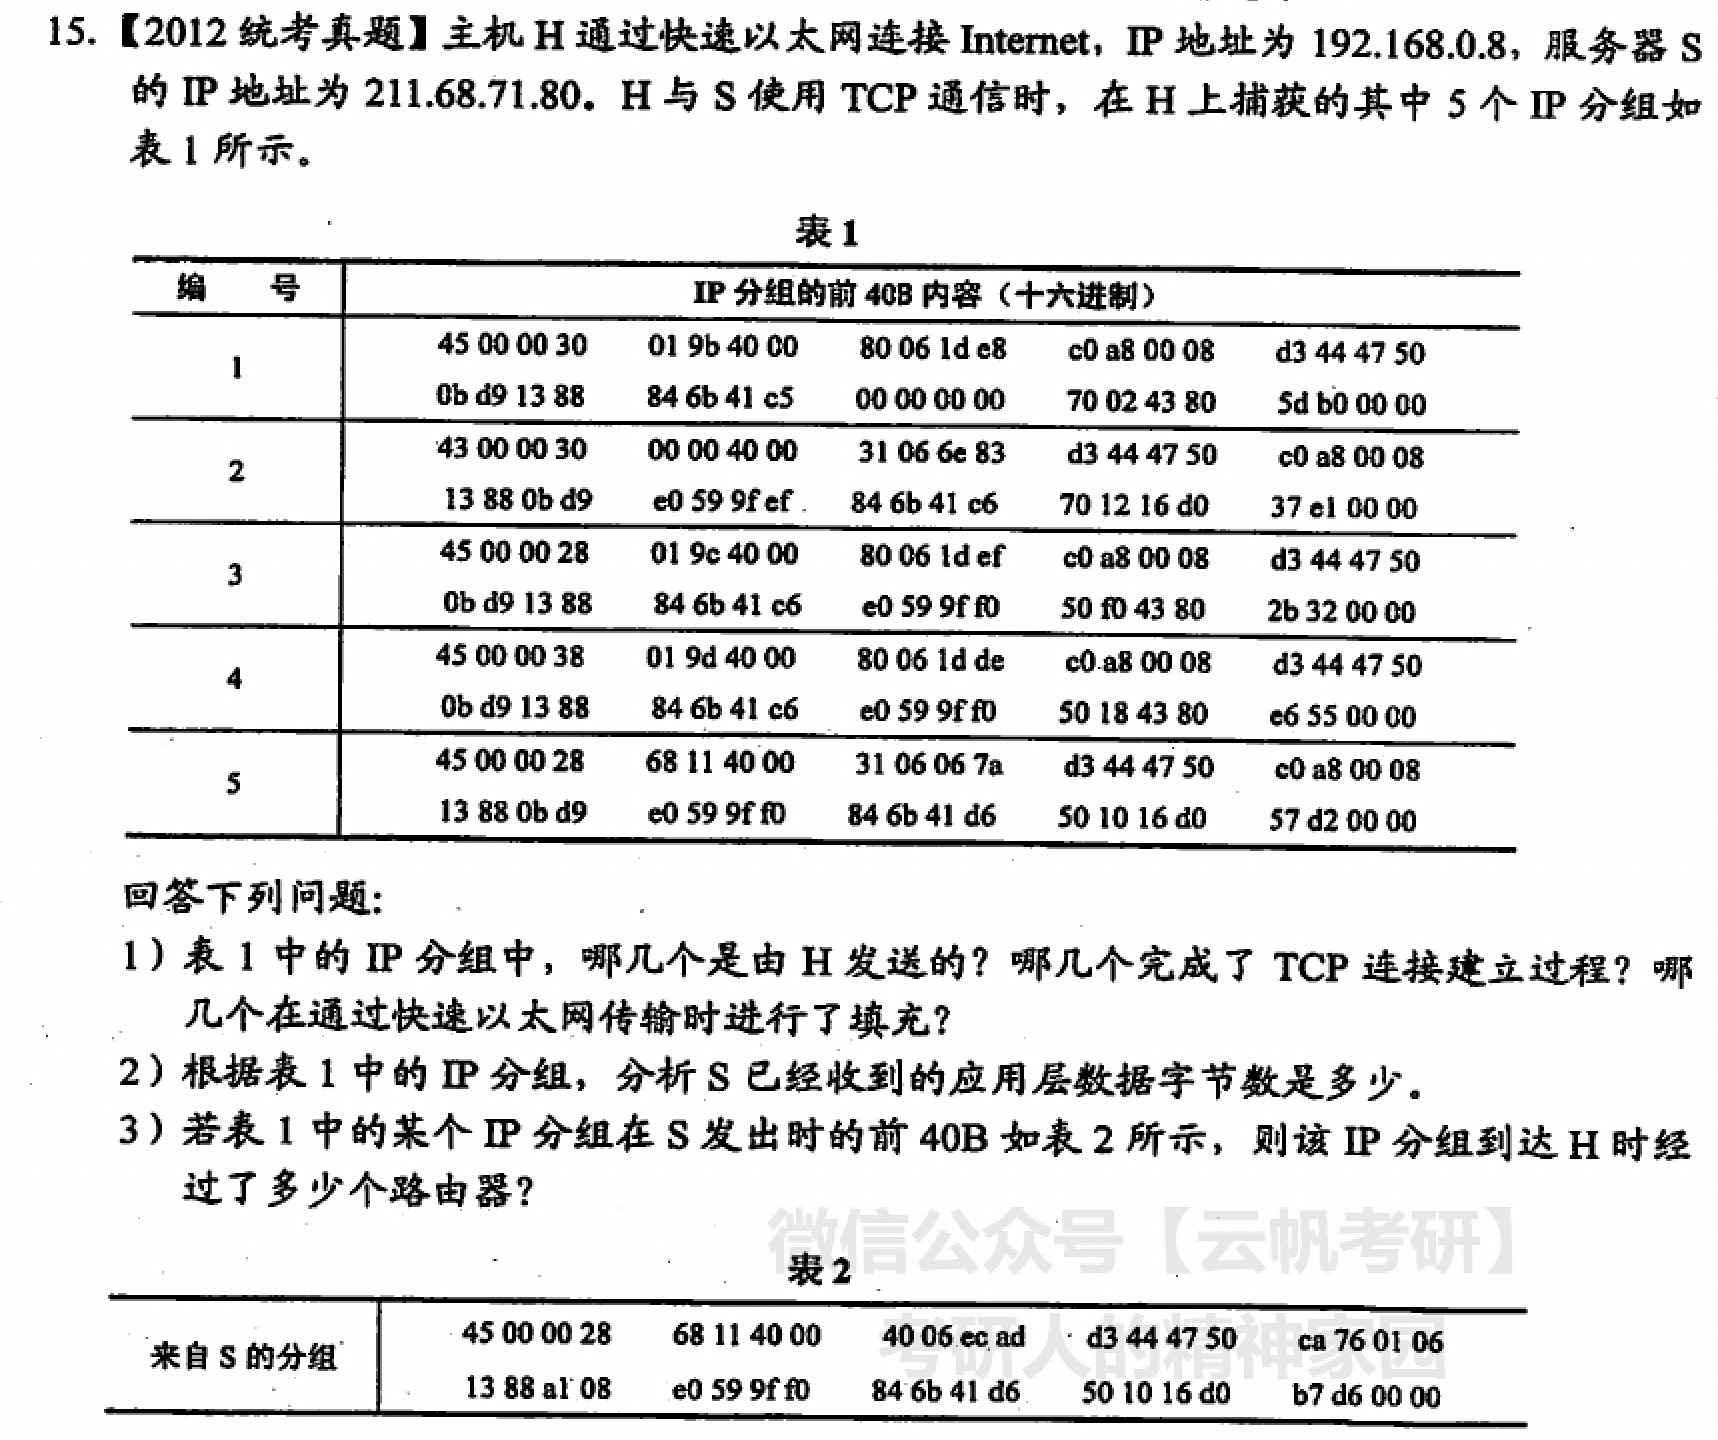 15.【2012 统考真题】主机 H 通过快速以太网连接 Internet，IP 地址为 192.168.0.8，服务器 S
的 IP 地址为 211.68.71.80。H 与 S 使用 TCP 通信时，在 H 上捕获的其中 5 个 IP 分组如
表 1 所示。
表 1
编 号 IP 分组的前 40B 内容（十六进制）
1 45 00 00 30 01 9b 40 00 80 06 1d e8 c0 a8 00 08 d3 44 47 50
0b d9 13 88 84 6b 41 c5 00 00 00 00 70 02 43 80 5d b0 00 00
2 43 00 00 30 00 00 40 00 31 06 6e 83 d3 44 47 50 c0 a8 00 08
13 88 0b d9 e0 59 9f ef 84 6b 41 c6 70 12 16 d0 37 e1 00 00
3 45 00 00 28 01 9c 40 00 80 06 1d ef c0 a8 00 08 d3 44 47 50
0b d9 13 88 84 6b 41 c6 e0 59 9f f0 50 f0 43 80 2b 32 00 00
4 45 00 00 38 01 9d 40 00 80 06 1d de c0 a8 00 08 d3 44 47 50
0b d9 13 88 84 6b 41 c6 e0 59 9f f0 50 18 43 80 e6 55 00 00
5 45 00 00 28 68 11 40 00 31 06 06 7a d3 44 47 50 c0 a8 00 08
13 88 0b d9 e0 59 9f f0 84 6b 41 d6 50 10 16 d0 57 d2 00 00
回答下列问题:
1）表 1 中的 IP 分组中，哪几个是由 H 发送的？哪几个完成了 TCP 连接建立过程？哪
几个在通过快速以太网传输时进行了填充？
2）根据表 1 中的 IP 分组，分析 S 已经收到的应用层数据字节数是多少。
3）若表 1 中的某个 IP 分组在 S 发出时的前 40B 如表 2 所示，则该 IP 分组到达 H 时经
过了多少个路由器？
微信公众号【云帆考研】
表 2
考研人的精神家园
来自 S 的分组 45 00 00 28 68 11 40 00 40 06 ec ad d3 44 47 50 ca 76 01 06
13 88 a1 08 e0 59 9f f0 84 6b 41 d6 50 10 16 d0 b7 d6 00 00